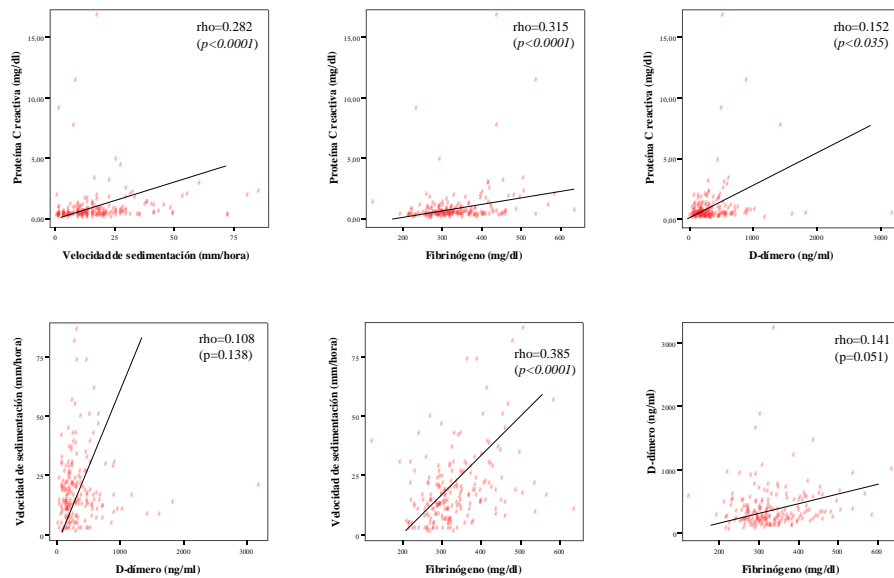 rho=0.282
(p<0.0001)
Proteína C reactiva (mg/dl)
15,00
10,00
5,00
0,00
0
25
50
75
Velocidad de sedimentación (mm/hora)
rho=0.315
(p<0.0001)
Proteína C reactiva (mg/dl)
15,00
10,00
5,00
0,00
200
300
400
500
600
Fibrinógeno (mg/dl)
rho=0.152
(p<0.035)
Proteína C reactiva (mg/dl)
15,00
10,00
5,00
0,00
0
1000
2000
3000
D-dímero (ng/ml)
rho=0.108
(p=0.138)
Velocidad de sedimentación (mm/hora)
75
50
25
0
0
1000
2000
3000
D-dímero (ng/ml)
rho=0.385
(p<0.0001)
Velocidad de sedimentación (mm/hora)
75
50
25
0
200
300
400
500
600
Fibrinógeno (mg/dl)
rho=0.141
(p=0.051)
D-dímero (ng/ml)
3000
2000
1000
0
200
300
400
500
600
Fibrinógeno (mg/dl)